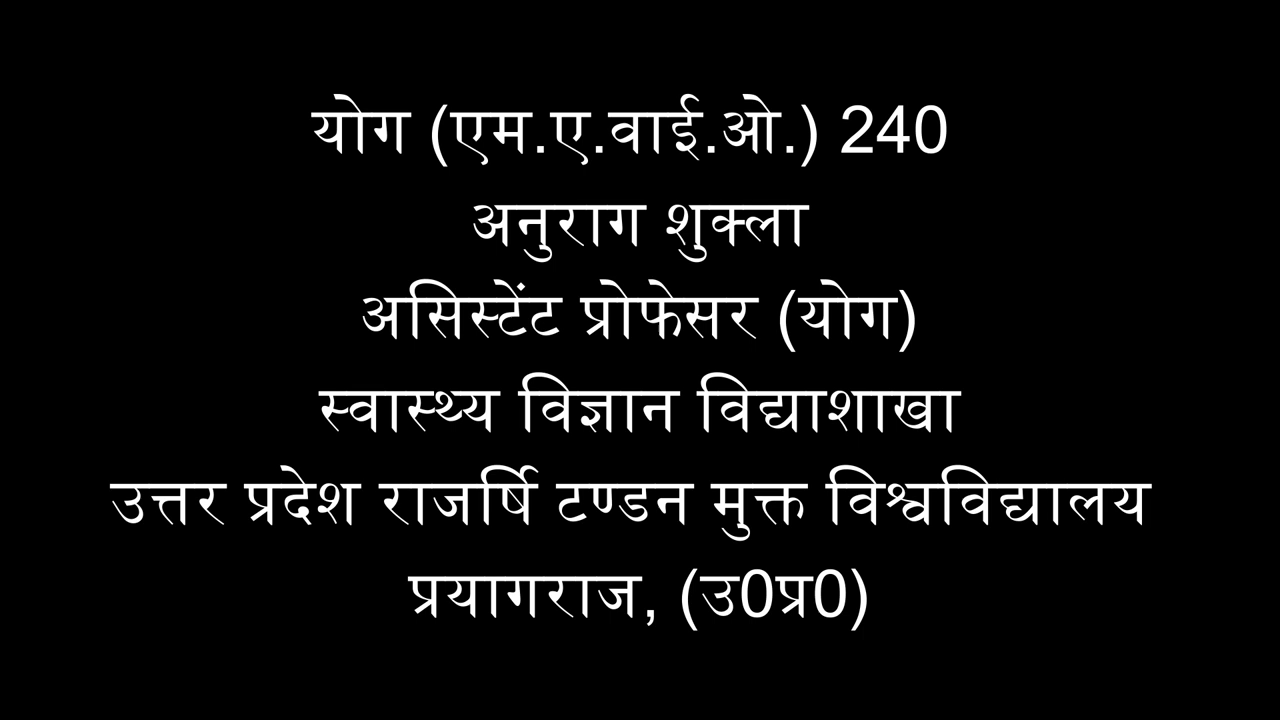 योग (एम.ए.वाई.ओ.) 240
अनुराग शुक्ला
असिस्टेंट प्रोफेसर (योग)
स्वास्थ्य विज्ञान विद्याशाखा
उत्तर प्रदेश राजर्षि टण्डन मुक्त विश्वविद्यालय
प्रयागराज, (उ0प्र0)